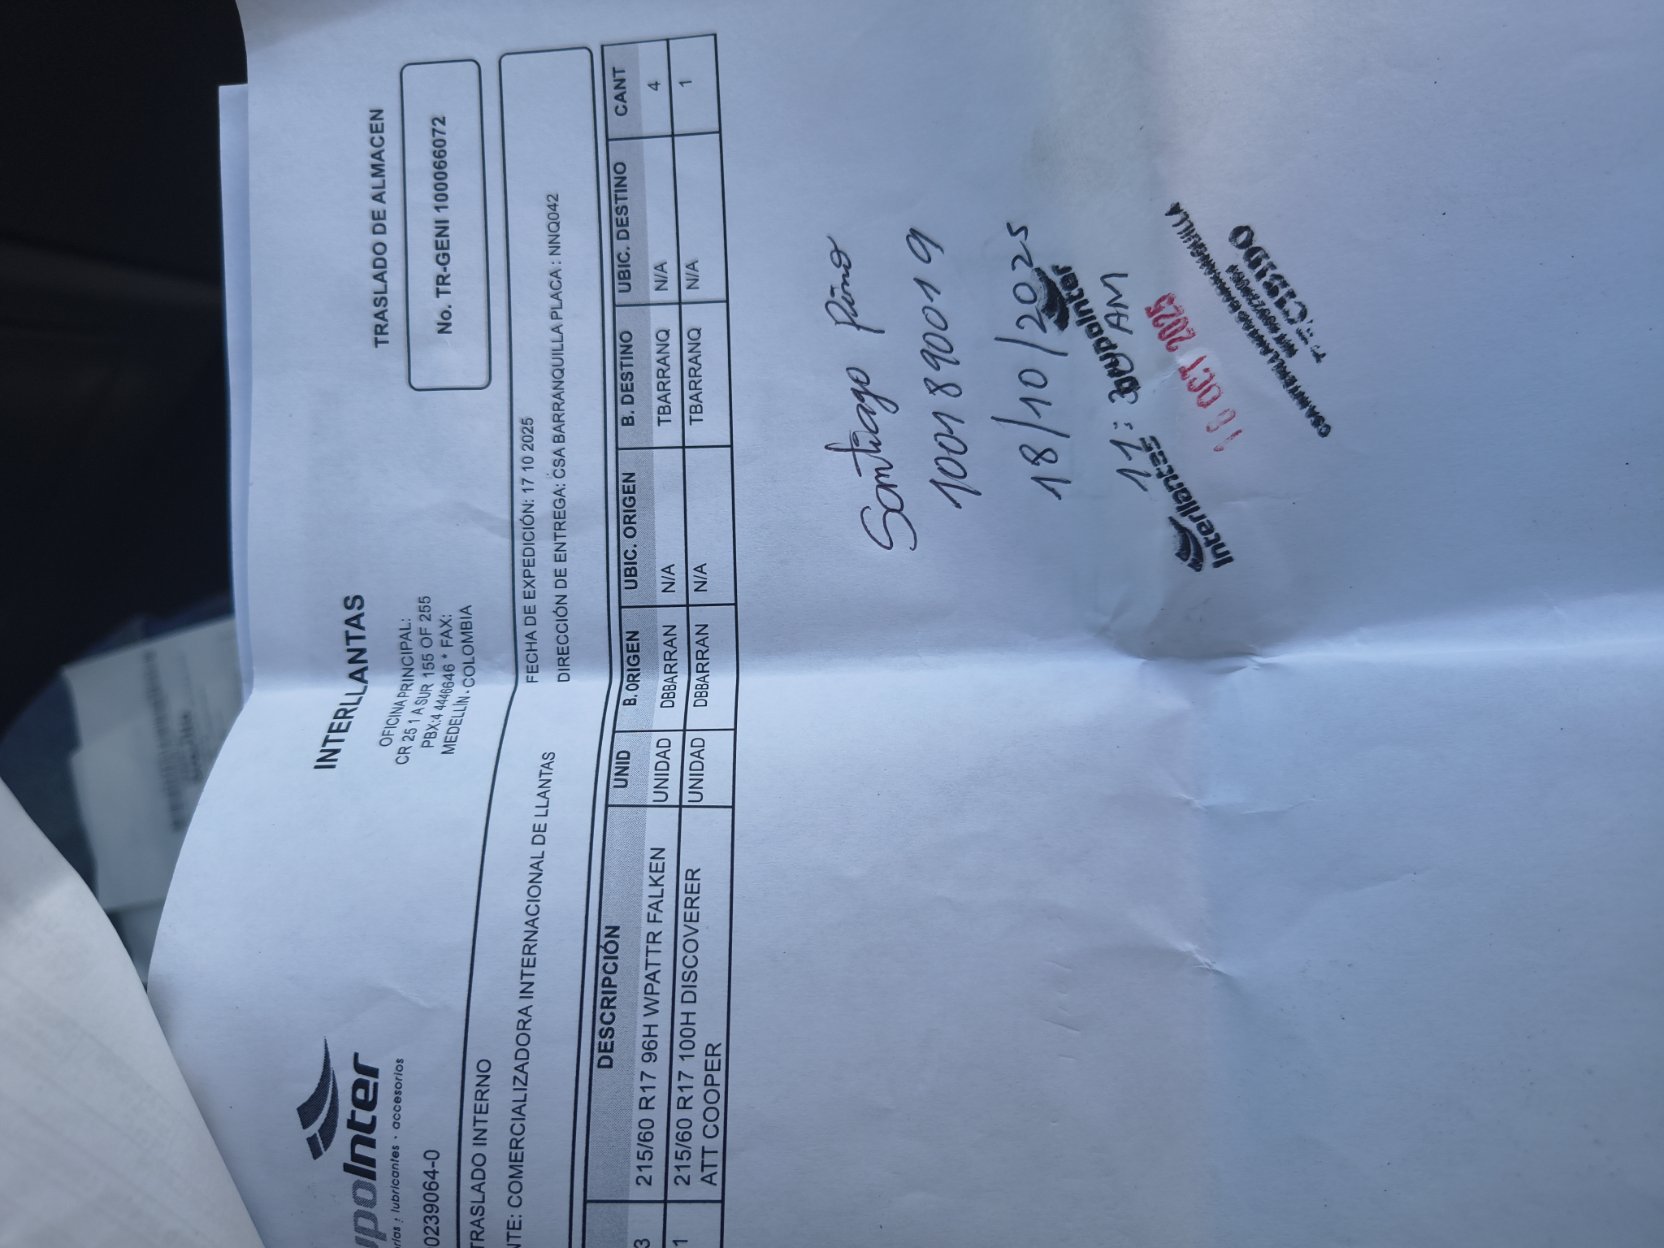 INTERLLANTAS
OFICINA PRINCIPAL:
CR 25 1 A SUR 155 OF 255
PBX:4 4446646 * FAX:
MEDELLÍN - COLOMBIA
TRASLADO DE ALMACEN
No. TR-GENI 100066072
upoInter
rías / lubricantes · accesorios
0239064-0
TRASLADO INTERNO
NTE: COMERCIALIZADORA INTERNACIONAL DE LLANTAS
FECHA DE EXPEDICIÓN: 17 10 2025
DIRECCIÓN DE ENTREGA: CSA BARRANQUILLA PLACA : NNQ042
DESCRIPCIÓN UNID B. ORIGEN UBIC. ORIGEN B. DESTINO UBIC. DESTINO CANT
3 215/60 R17 96H WPATTR FALKEN UNIDAD DBBARRAN N/A TBARRANQ N/A 4
1 215/60 R17 100H DISCOVERER UNIDAD DBBARRAN N/A TBARRANQ N/A 1
ATT COOPER
Santiago Pino
1001890019
18/10/2025
11: AM
GrupoInter
Interllantas
OCT 2025